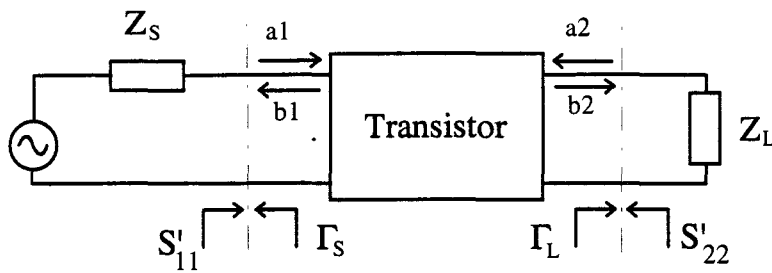 Z_S
a1
a2
b1
b2
Transistor
Z_L
S'_11
Γ_S
Γ_L
S'_22